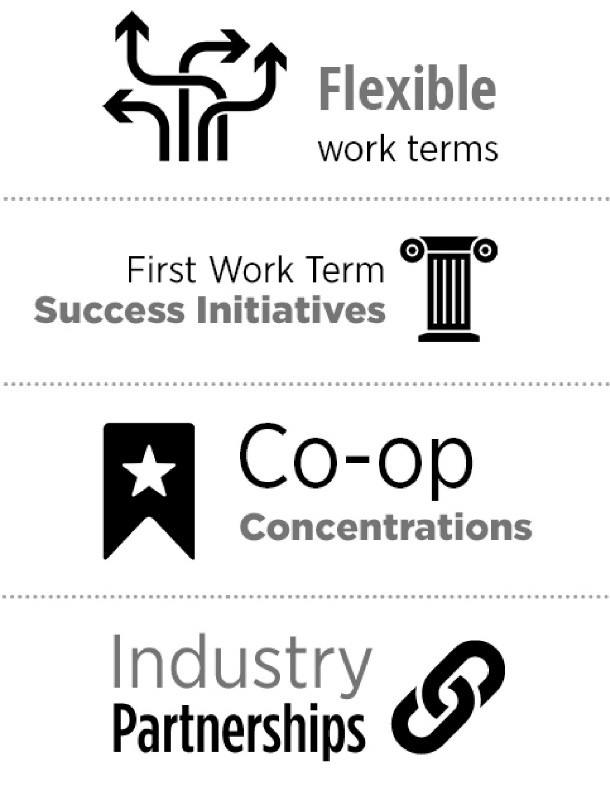 Flexible
work terms
First Work Term
Success Initiatives
Co-op
Concentrations
Industry
Partnerships